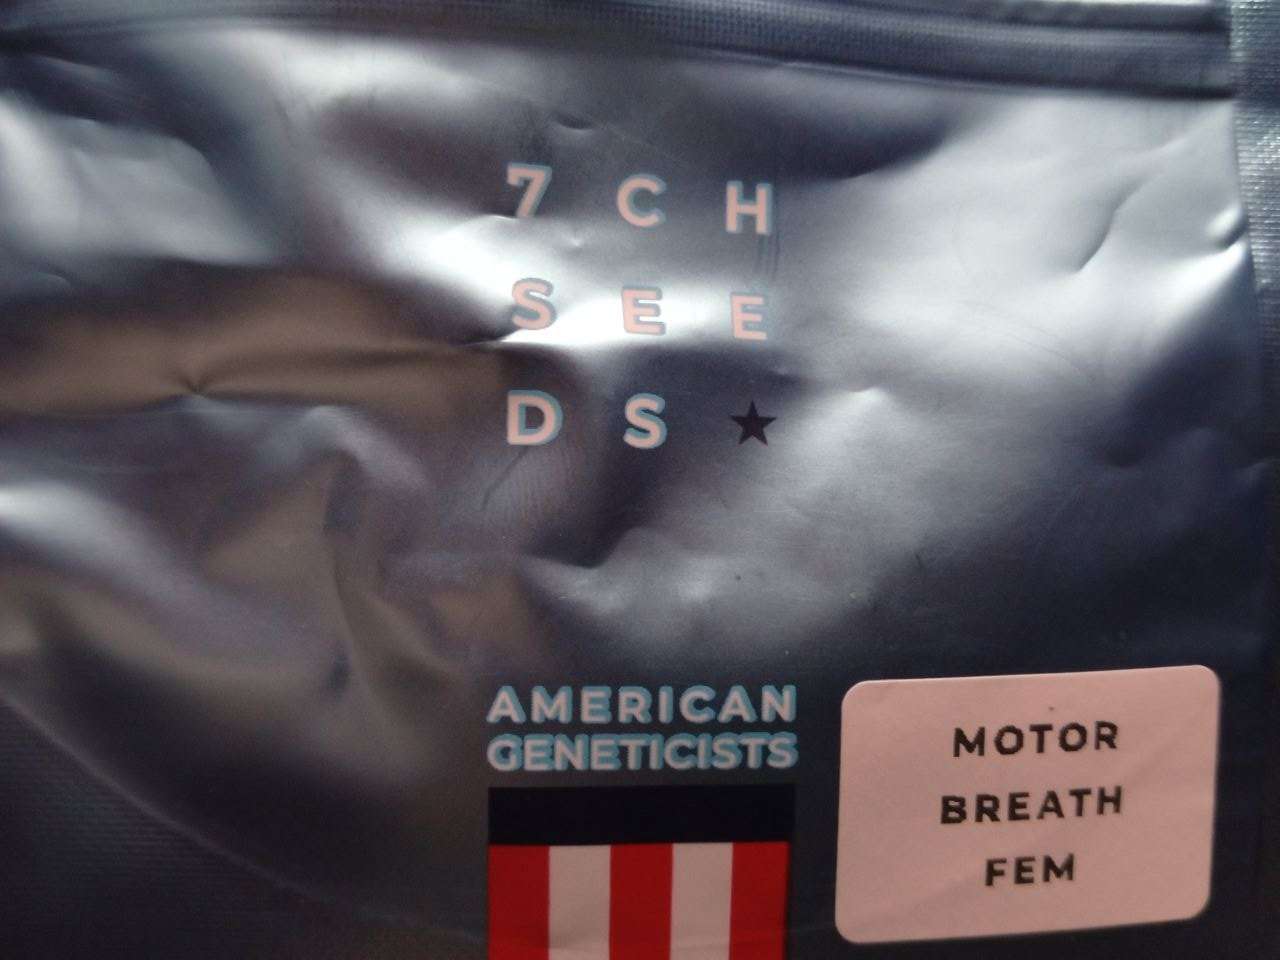 7 C H
S E E
D S ★
AMERICAN
GENETICISTS
MOTOR
BREATH
FEM